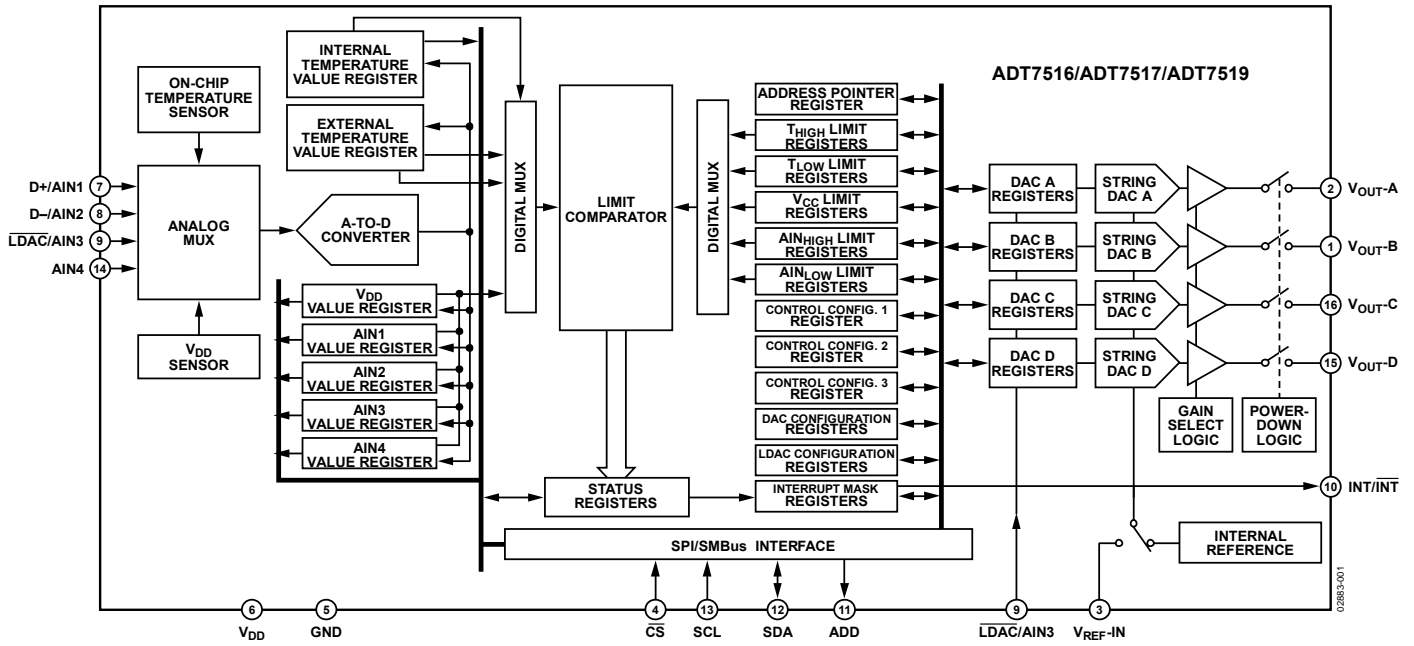 ADT7516/ADT7517/ADT7519
INTERNAL
TEMPERATURE
VALUE REGISTER
ON-CHIP
TEMPERATURE
SENSOR
EXTERNAL
TEMPERATURE
VALUE REGISTER
D+/AIN1
7
D–/AIN2
8
LDAC/AIN3
9
AIN4
14
ANALOG
MUX
A-TO-D
CONVERTER
VDD
SENSOR
VDD
VALUE REGISTER
AIN1
VALUE REGISTER
AIN2
VALUE REGISTER
AIN3
VALUE REGISTER
AIN4
VALUE REGISTER
DIGITAL MUX
LIMIT
COMPARATOR
DIGITAL MUX
STATUS
REGISTERS
ADDRESS POINTER
REGISTER
THIGH LIMIT
REGISTERS
TLOW LIMIT
REGISTERS
VCC LIMIT
REGISTERS
AINHIGH LIMIT
REGISTERS
AINLOW LIMIT
REGISTERS
CONTROL CONFIG. 1
REGISTER
CONTROL CONFIG. 2
REGISTER
CONTROL CONFIG. 3
REGISTER
DAC CONFIGURATION
REGISTERS
LDAC CONFIGURATION
REGISTERS
INTERRUPT MASK
REGISTERS
SPI/SMBus INTERFACE
DAC A
REGISTERS
STRING
DAC A
2
VOUT-A
DAC B
REGISTERS
STRING
DAC B
1
VOUT-B
DAC C
REGISTERS
STRING
DAC C
16
VOUT-C
DAC D
REGISTERS
STRING
DAC D
15
VOUT-D
GAIN
SELECT
LOGIC
POWER-
DOWN
LOGIC
10
INT/INT
INTERNAL
REFERENCE
6
VDD
5
GND
4
CS
13
SCL
12
SDA
11
ADD
9
LDAC/AIN3
3
VREF-IN
02883-001